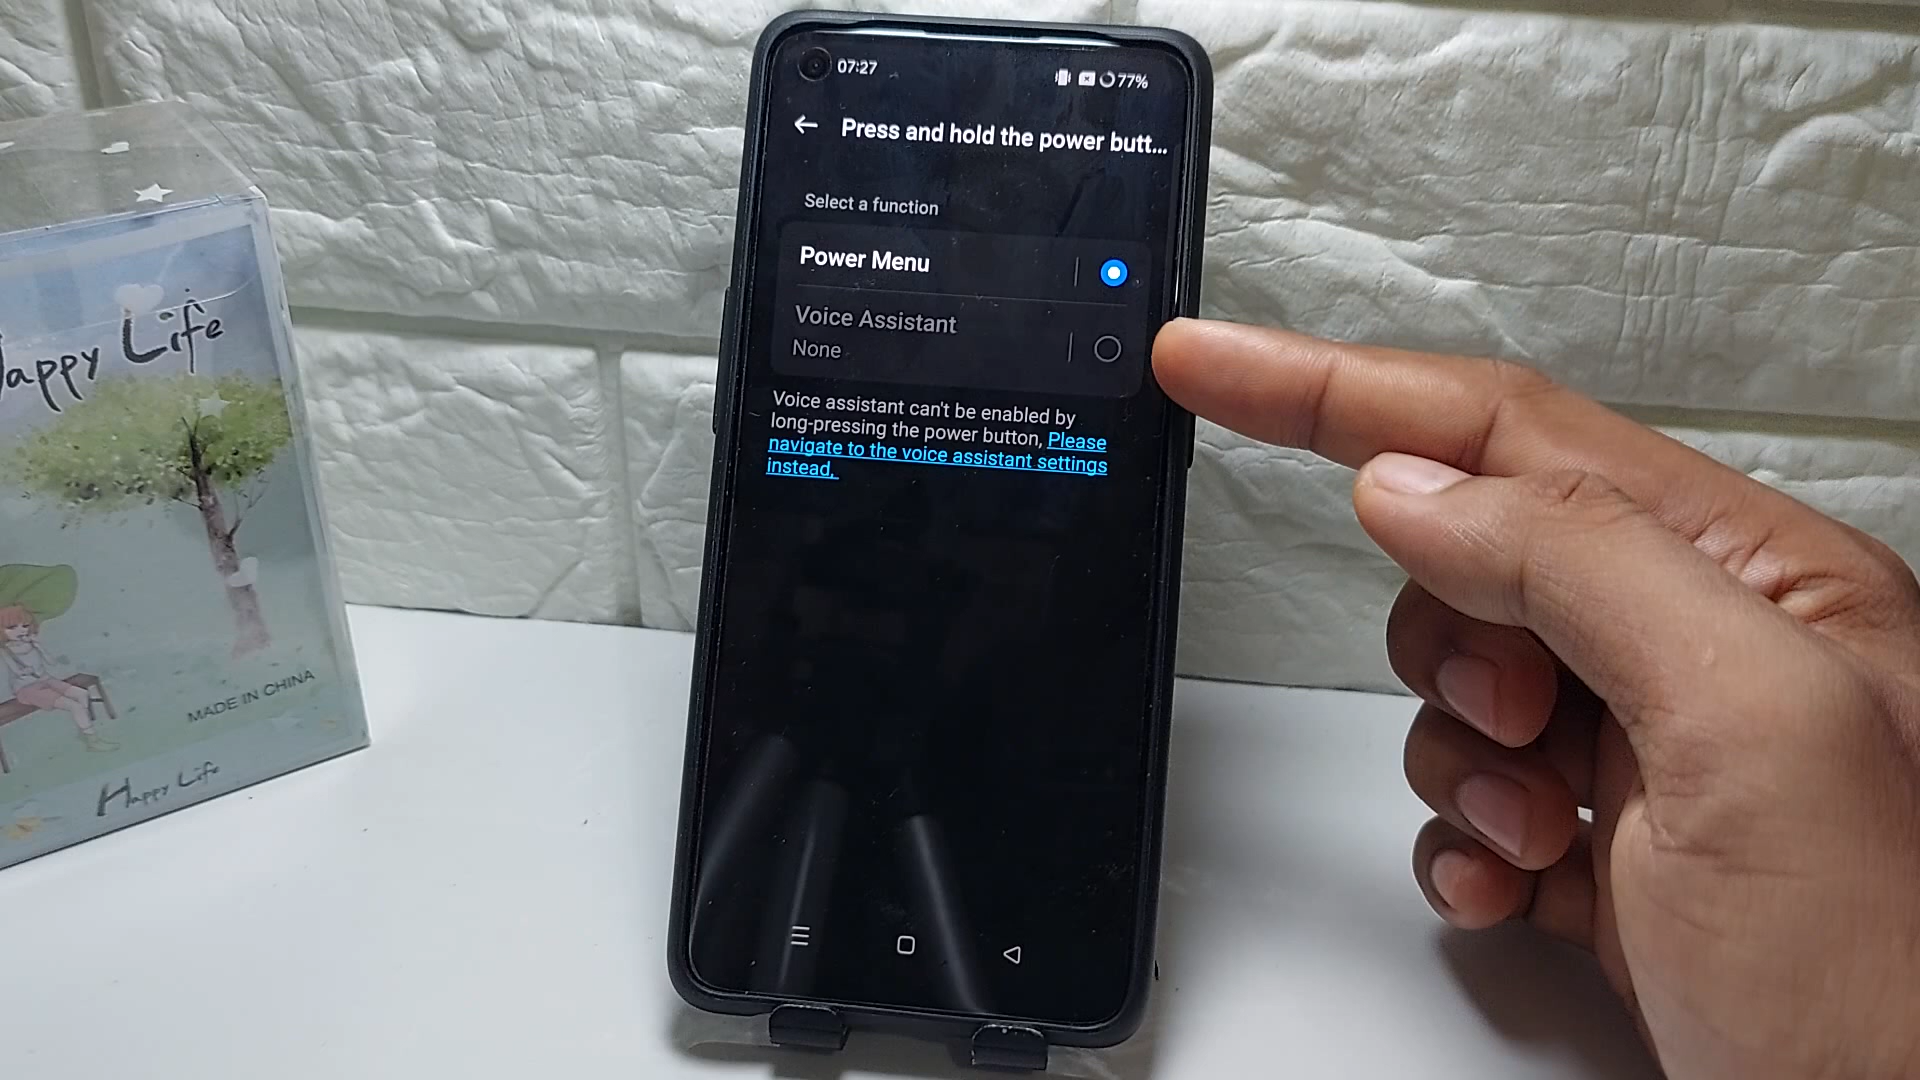 07:27
77%
Press and hold the power butt...
Select a function
Power Menu
Voice Assistant
None
Voice assistant can't be enabled by
long-pressing the power button, Please
navigate to the voice assistant settings
instead.
Happy Life
MADE IN CHINA
Happy Life